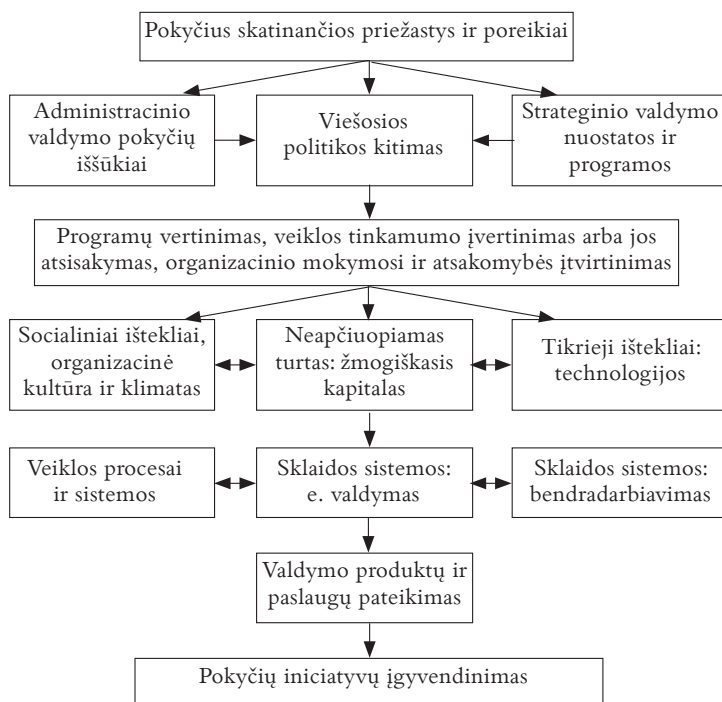 Pokyčius skatinančios priežastys ir poreikiai
Administracinio
valdymo pokyčių
iššūkiai
Viešosios
politikos kitimas
Strateginio valdymo
nuostatos ir
programos
Programų vertinimas, veiklos tinkamumo įvertinimas arba jos
atsisakymas, organizacinio mokymosi ir atsakomybės įtvirtinimas
Socialiniai ištekliai,
organizacinė
kultūra ir klimatas
Neapčiuopiamas
turtas: žmogiškasis
kapitalas
Tikrieji ištekliai:
technologijos
Veiklos procesai
ir sistemos
Sklaidos sistemos:
e. valdymas
Sklaidos sistemos:
bendradarbiavimas
Valdymo produktų ir
paslaugų pateikimas
Pokyčių iniciatyvų įgyvendinimas